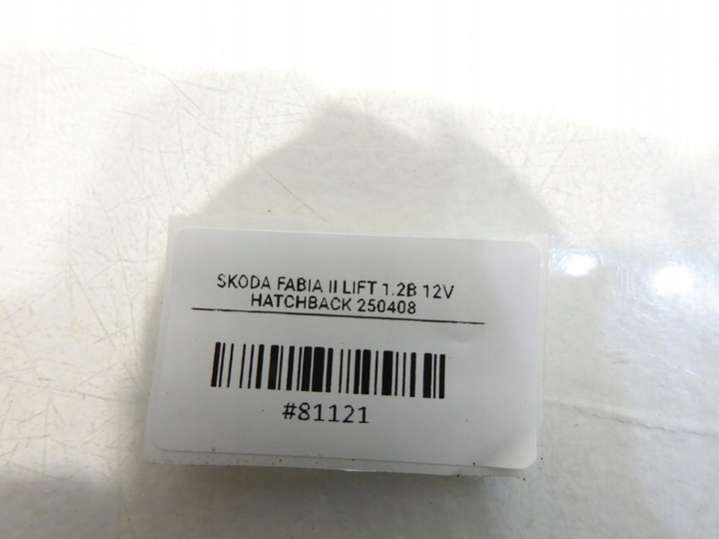 SKODA FABIA II LIFT 1.2B 12V
HATCHBACK 250408
#81121